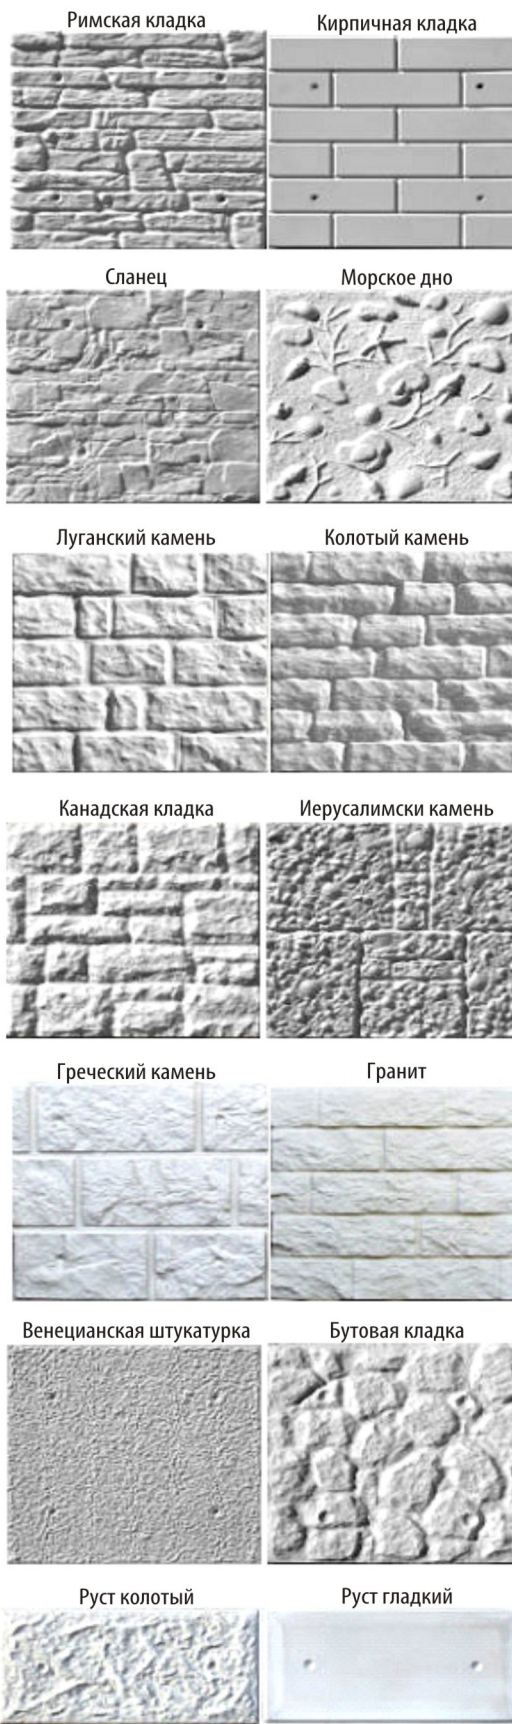 Римская кладка
Кирпичная кладка
Сланец
Морское дно
Луганский камень
Колотый камень
Канадская кладка
Иерусалимски камень
Греческий камень
Гранит
Венецианская штукатурка
Бутовая кладка
Руст колотый
Руст гладкий